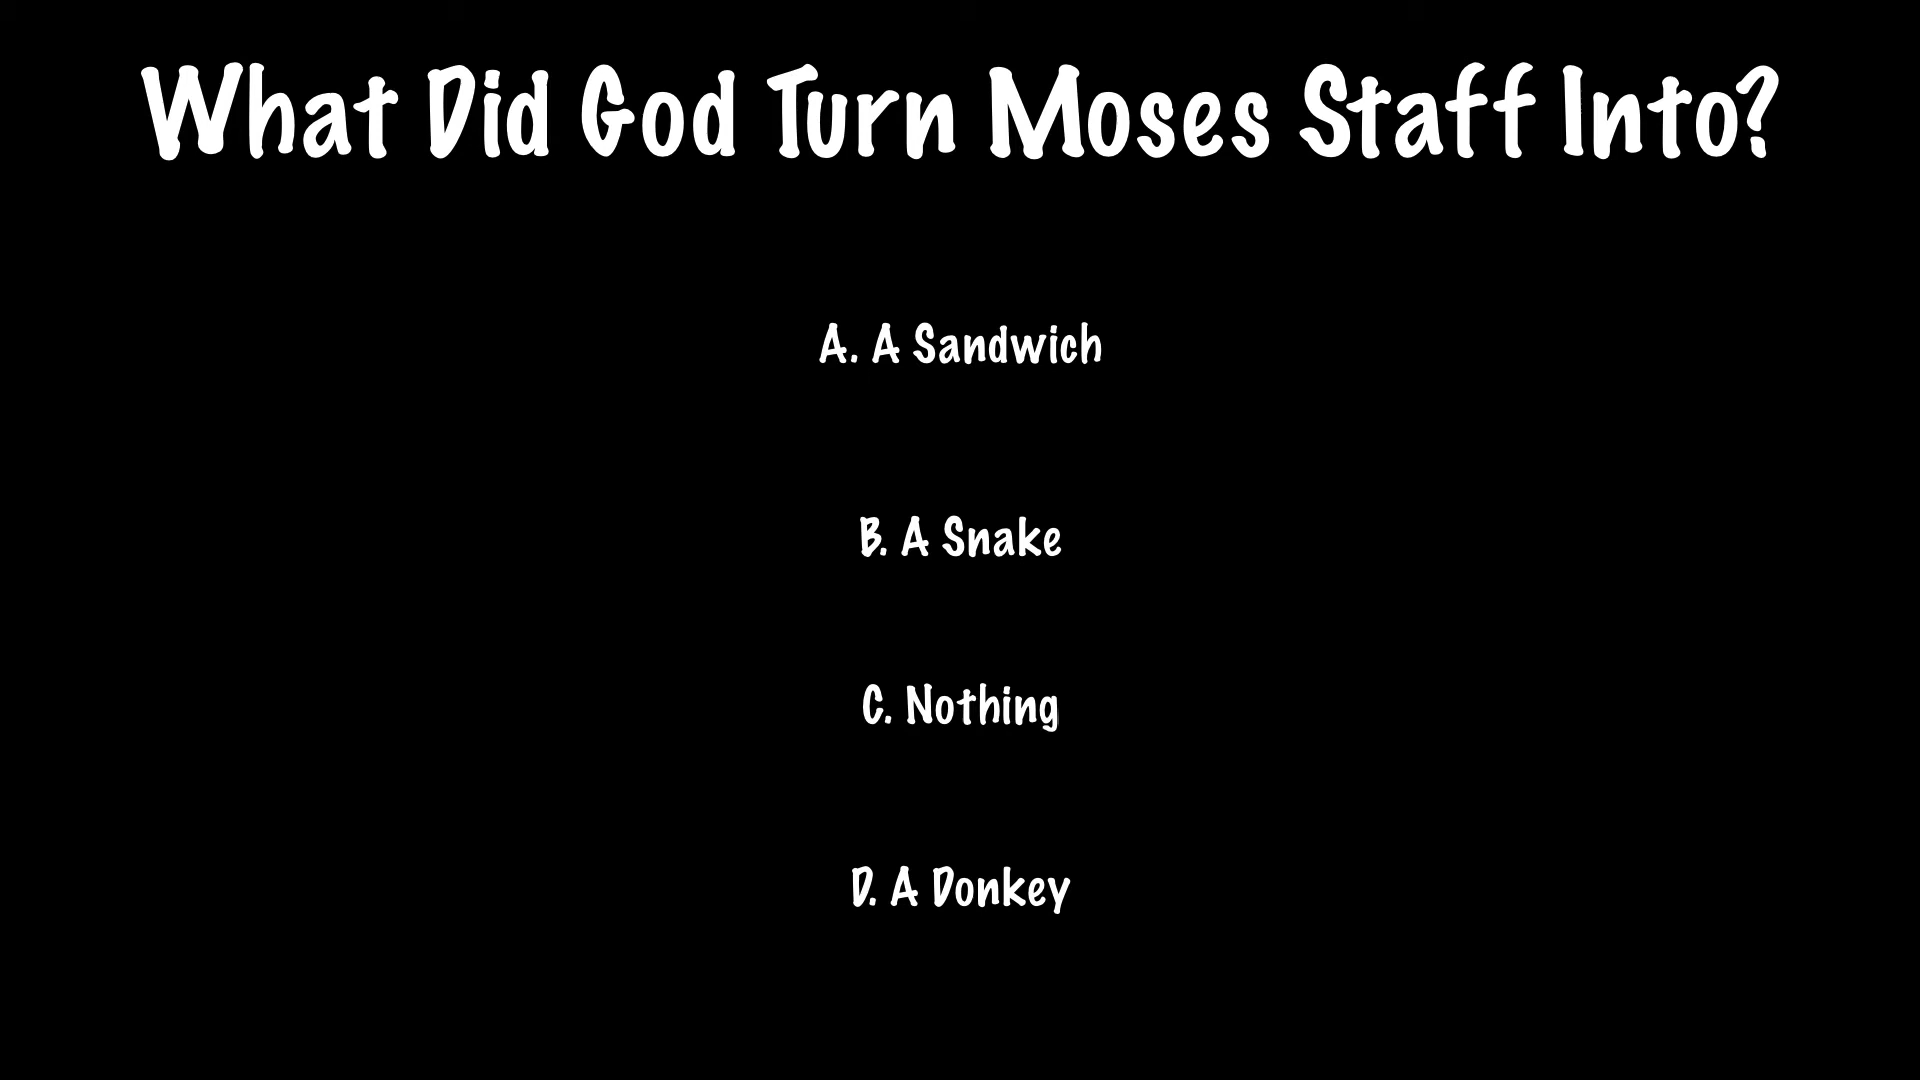 What Did God Turn Moses Staff Into?
A. A Sandwich
B. A Snake
C. Nothing
D. A Donkey